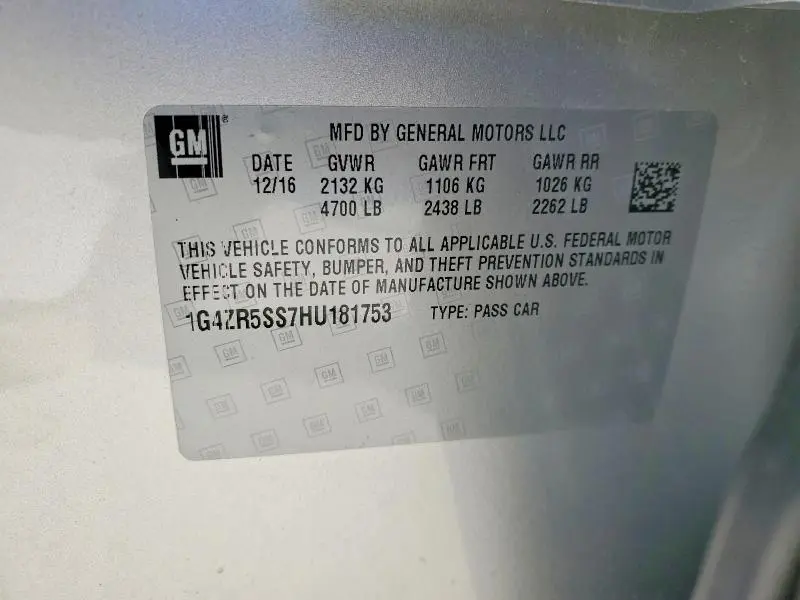 GM ®
MFD BY GENERAL MOTORS LLC
DATE GVWR GAWR FRT GAWR RR
12/16 2132 KG 1106 KG 1026 KG
4700 LB 2438 LB 2262 LB
THIS VEHICLE CONFORMS TO ALL APPLICABLE U.S. FEDERAL MOTOR
VEHICLE SAFETY, BUMPER, AND THEFT PREVENTION STANDARDS IN
EFFECT ON THE DATE OF MANUFACTURE SHOWN ABOVE.
1G4ZR5SS7HU181753 TYPE: PASS CAR